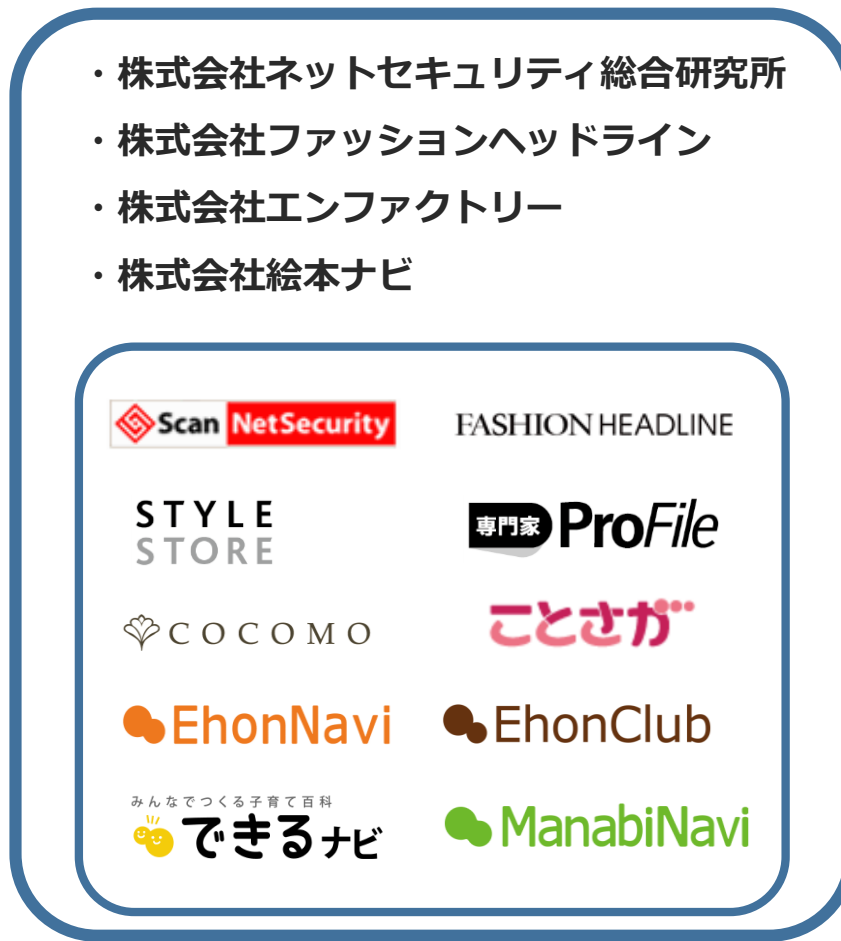 ・株式会社ネットセキュリティ総合研究所
・株式会社ファッションヘッドライン
・株式会社エンファクトリー
・株式会社絵本ナビ
Scan NetSecurity
FASHION HEADLINE
STYLE
STORE
専門家 ProFile
COCOMO
ことさが
EhonNavi
EhonClub
みんなでつくる子育て百科
できるナビ
ManabiNavi